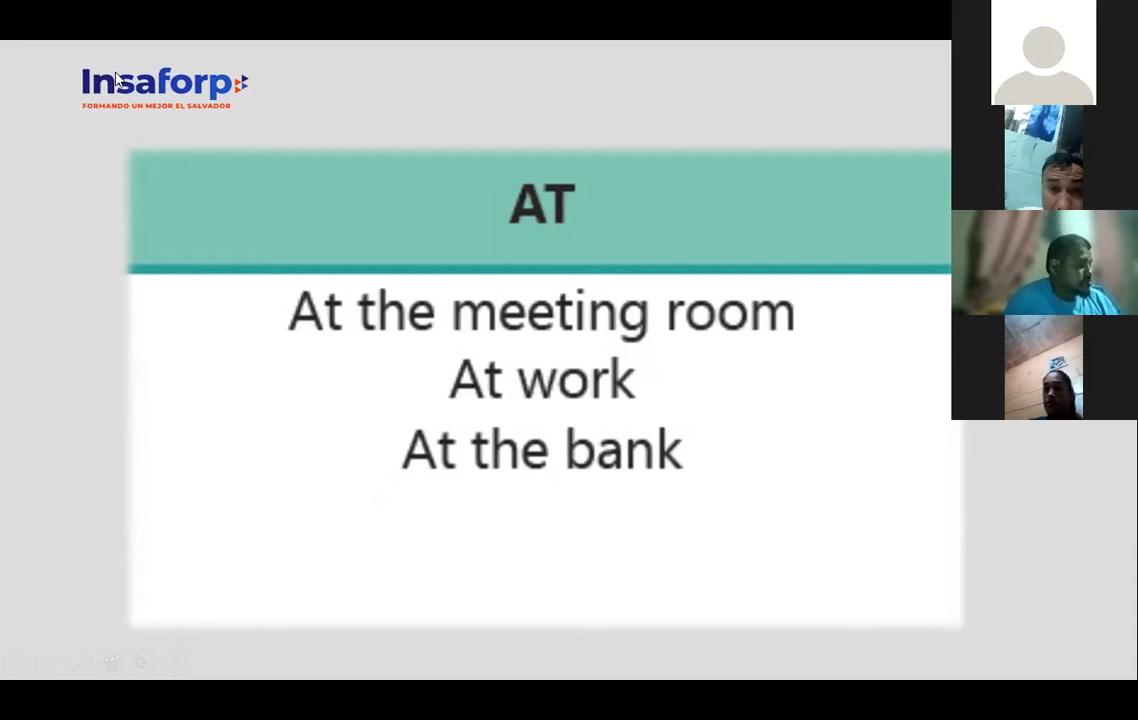 Insaforp
FORMANDO UN MEJOR EL SALVADOR
AT
At the meeting room
At work
At the bank